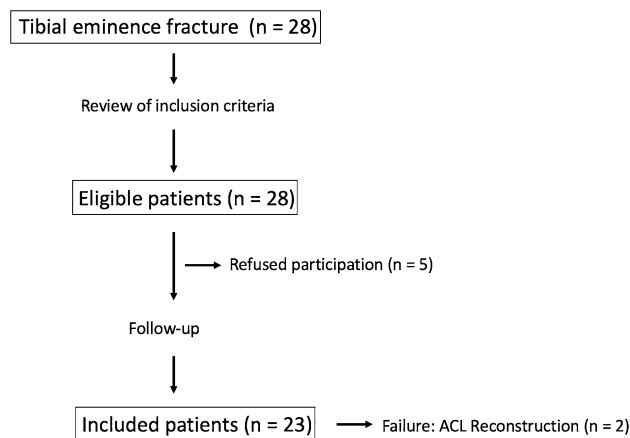 Tibial eminence fracture (n = 28)
Review of inclusion criteria
Eligible patients (n = 28)
Refused participation (n = 5)
Follow-up
Included patients (n = 23)
Failure: ACL Reconstruction (n = 2)